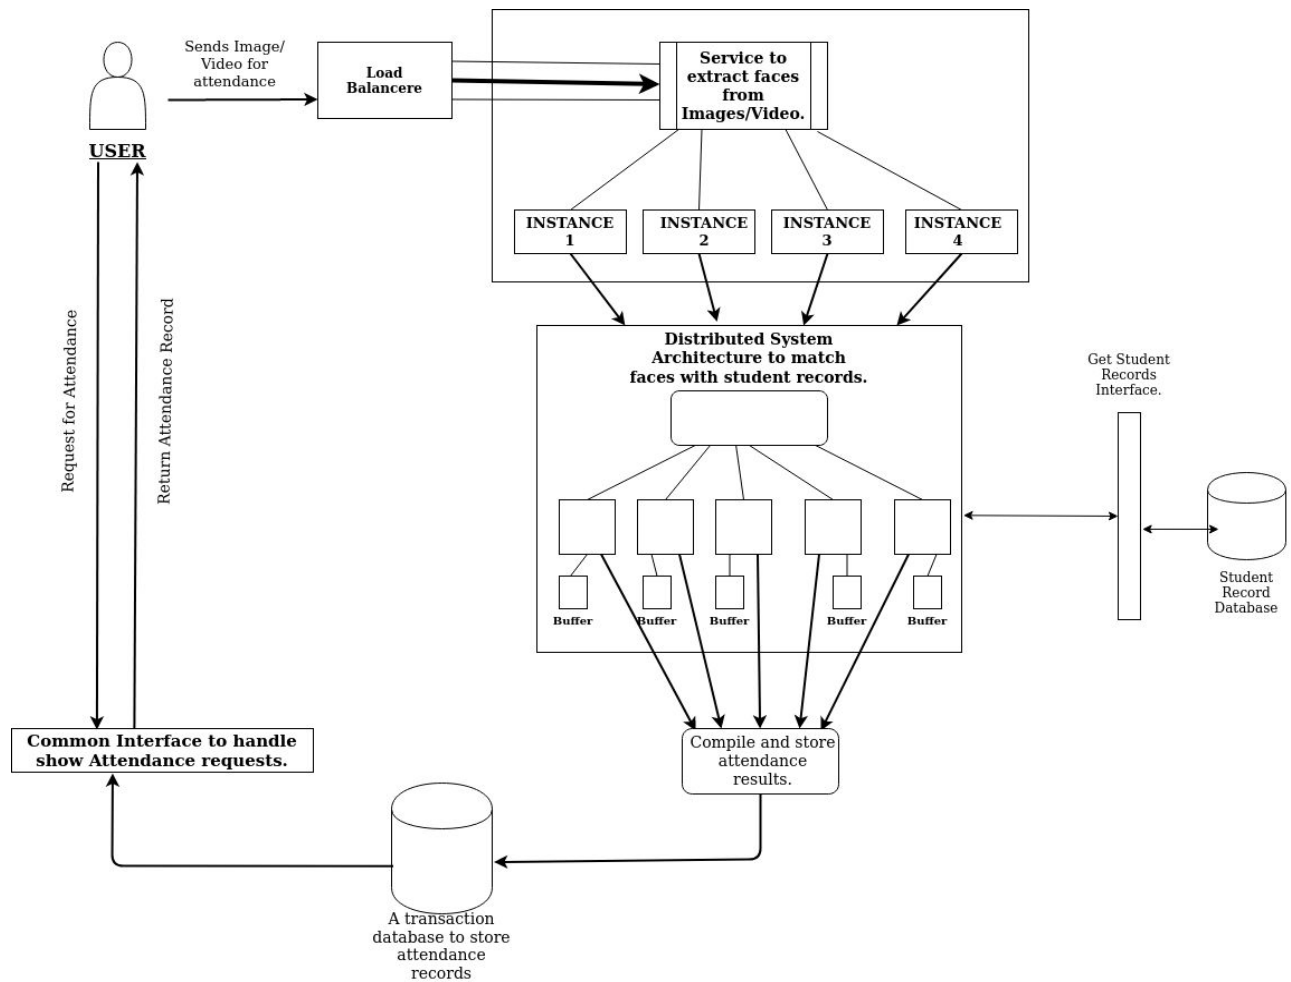 Sends Image/
Video for
attendance
Load
Balancere
Service to
extract faces
from
Images/Video.
USER
INSTANCE
1
INSTANCE
2
INSTANCE
3
INSTANCE
4
Request for Attendance
Return Attendance Record
Distributed System
Architecture to match
faces with student records.
Get Student
Records
Interface.
Student
Record
Database
Buffer
Buffer
Buffer
Buffer
Buffer
Common Interface to handle
show Attendance requests.
Compile and store
attendance
results.
A transaction
database to store
attendance
records